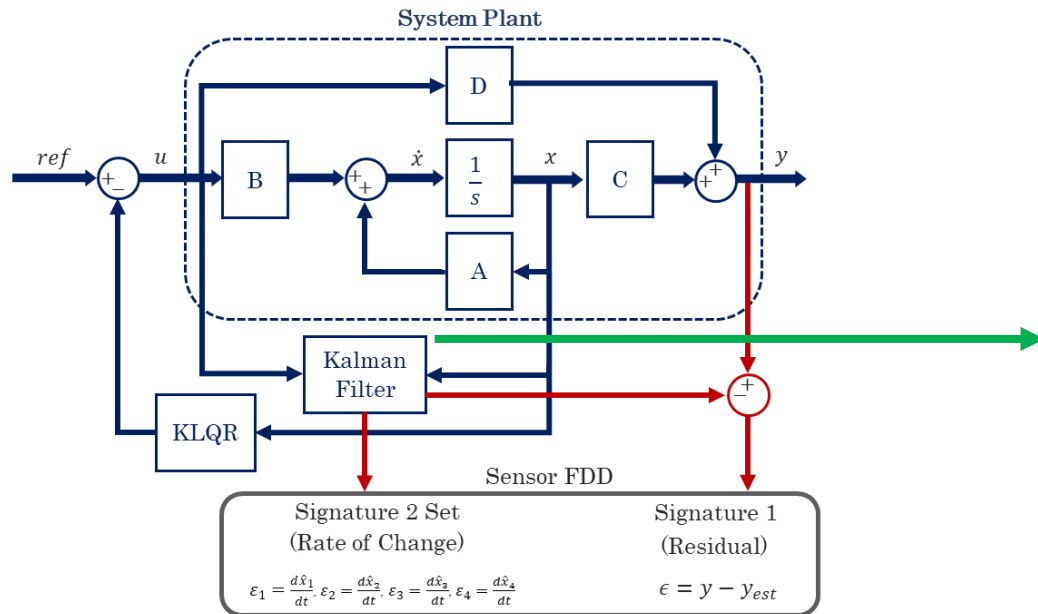 System Plant
D
ref
+
−
u
B
+
+
ẋ
1/s
x
C
+
+
y
A
Kalman
Filter
+
−
KLQR
Sensor FDD
Signature 2 Set
(Rate of Change)
ε₁ = dx̂₁/dt, ε₂ = dx̂₂/dt, ε₃ = dx̂₃/dt, ε₄ = dx̂₄/dt
Signature 1
(Residual)
ϵ = y − y_est